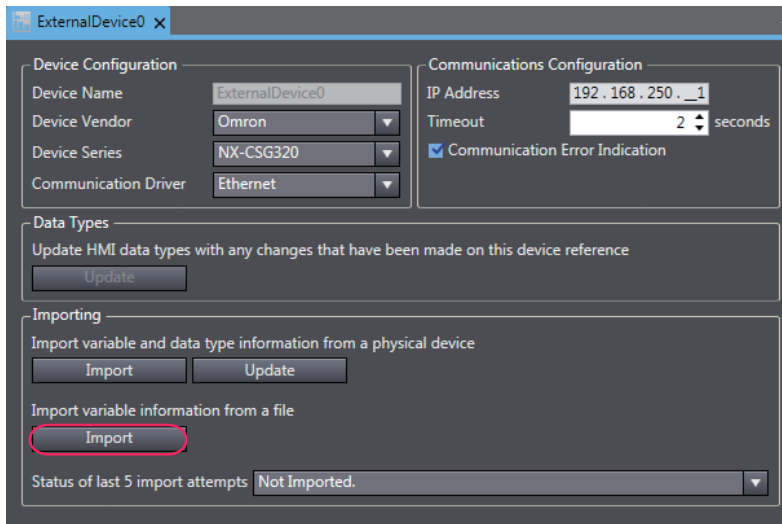 ExternalDevice0
Device Configuration
Device Name ExternalDevice0
Device Vendor Omron
Device Series NX-CSG320
Communication Driver Ethernet
Communications Configuration
IP Address 192.168.250.__1
Timeout 2 seconds
Communication Error Indication
Data Types
Update HMI data types with any changes that have been made on this device reference
Update
Importing
Import variable and data type information from a physical device
Import Update
Import variable information from a file
Import
Status of last 5 import attempts Not Imported.